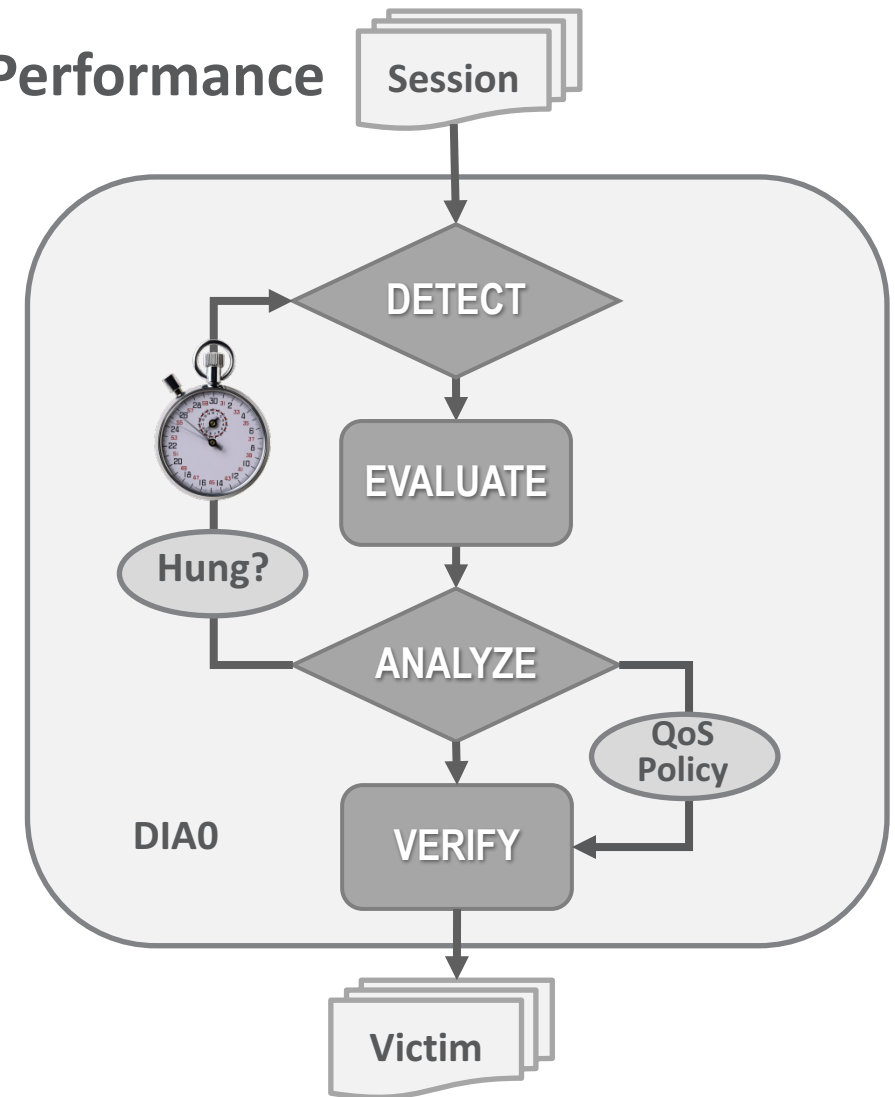 Performance
Session
DETECT
EVALUATE
Hung?
ANALYZE
QoS
Policy
DIA0
VERIFY
Victim